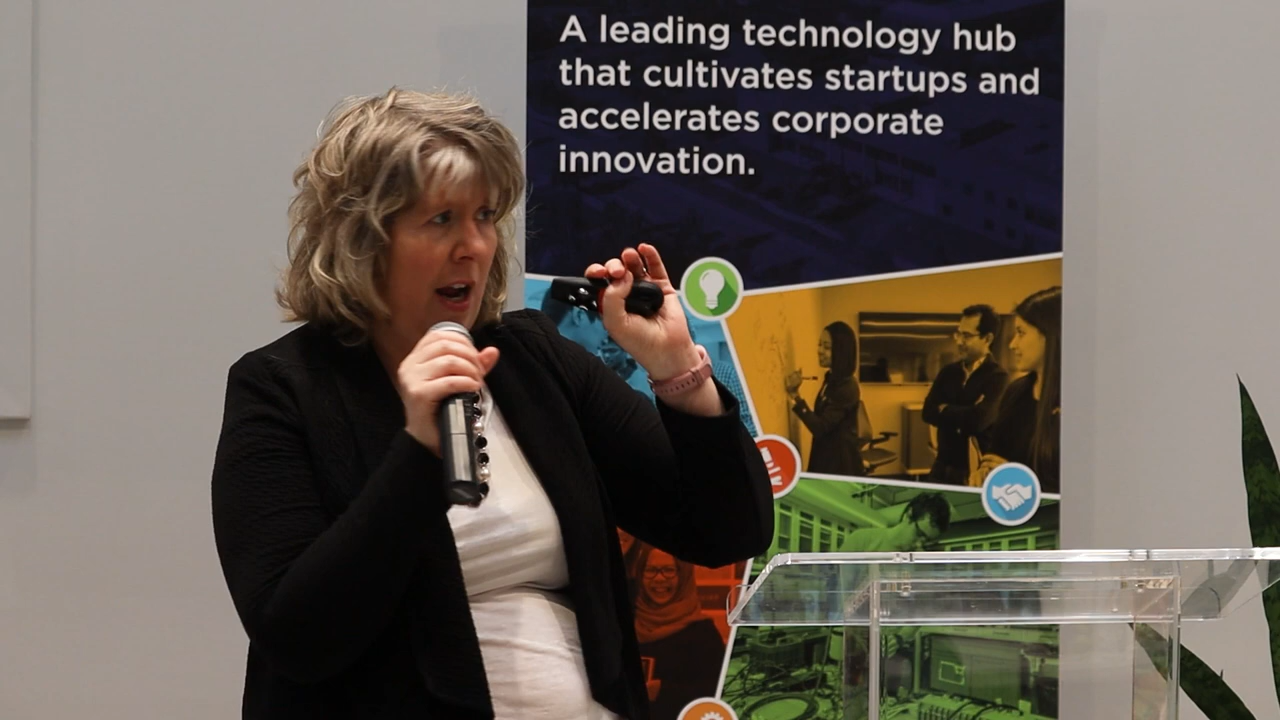 A leading technology hub
that cultivates startups and
accelerates corporate
innovation.